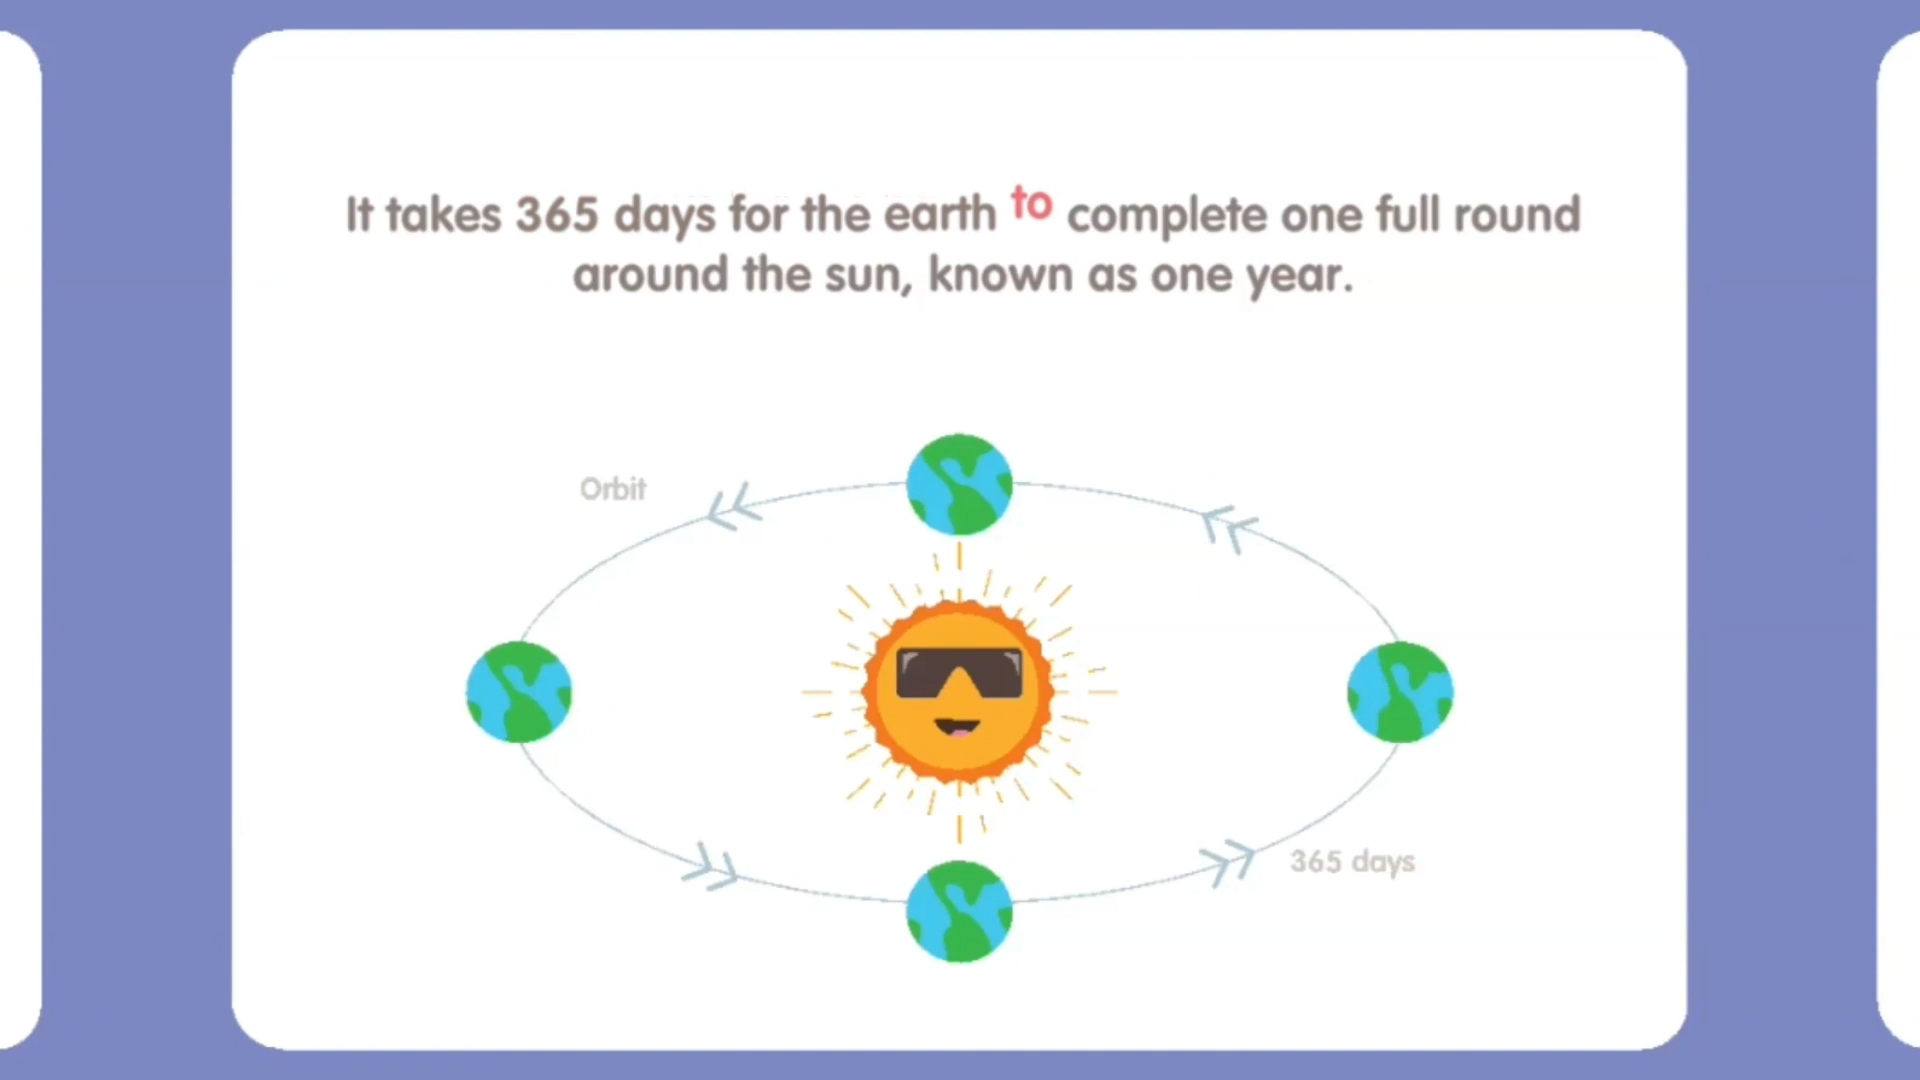 It takes 365 days for the earth to complete one full round
around the sun, known as one year.
Orbit
365 days